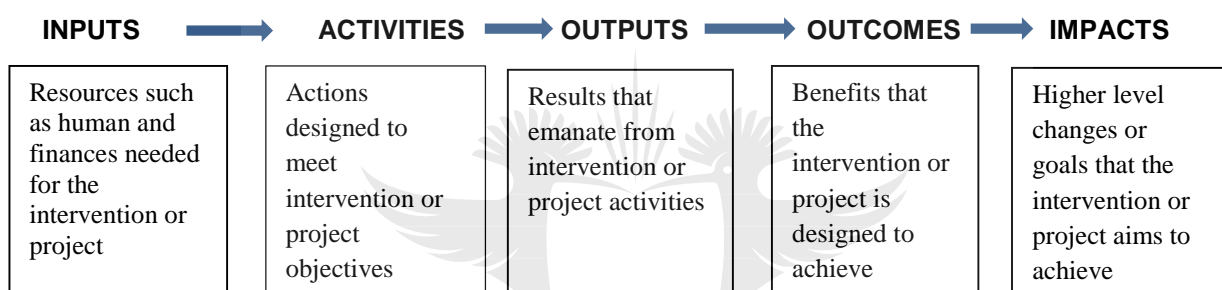 INPUTS ACTIVITIES OUTPUTS OUTCOMES IMPACTS
Resources such
as human and
finances needed
for the
intervention or
project
Actions
designed to
meet
intervention or
project
objectives
Results that
emanate from
intervention or
project activities
Benefits that
the
intervention or
project is
designed to
achieve
Higher level
changes or
goals that the
intervention or
project aims to
achieve